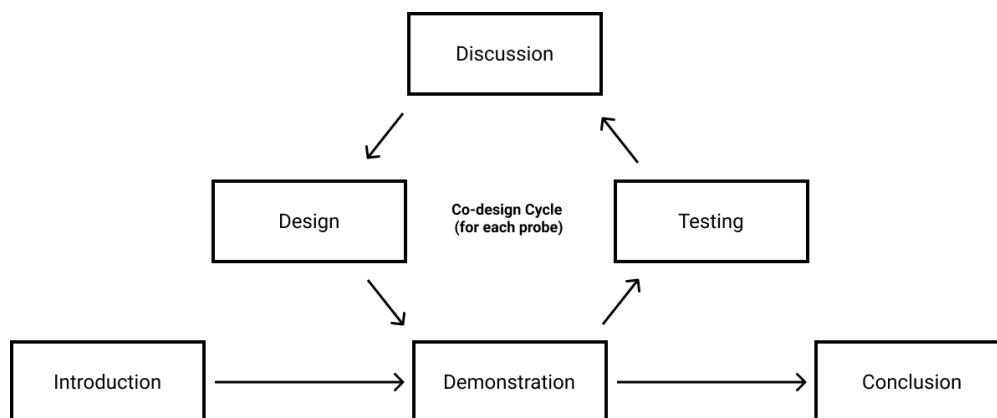 Discussion
Design
Co-design Cycle
(for each probe)
Testing
Introduction
Demonstration
Conclusion